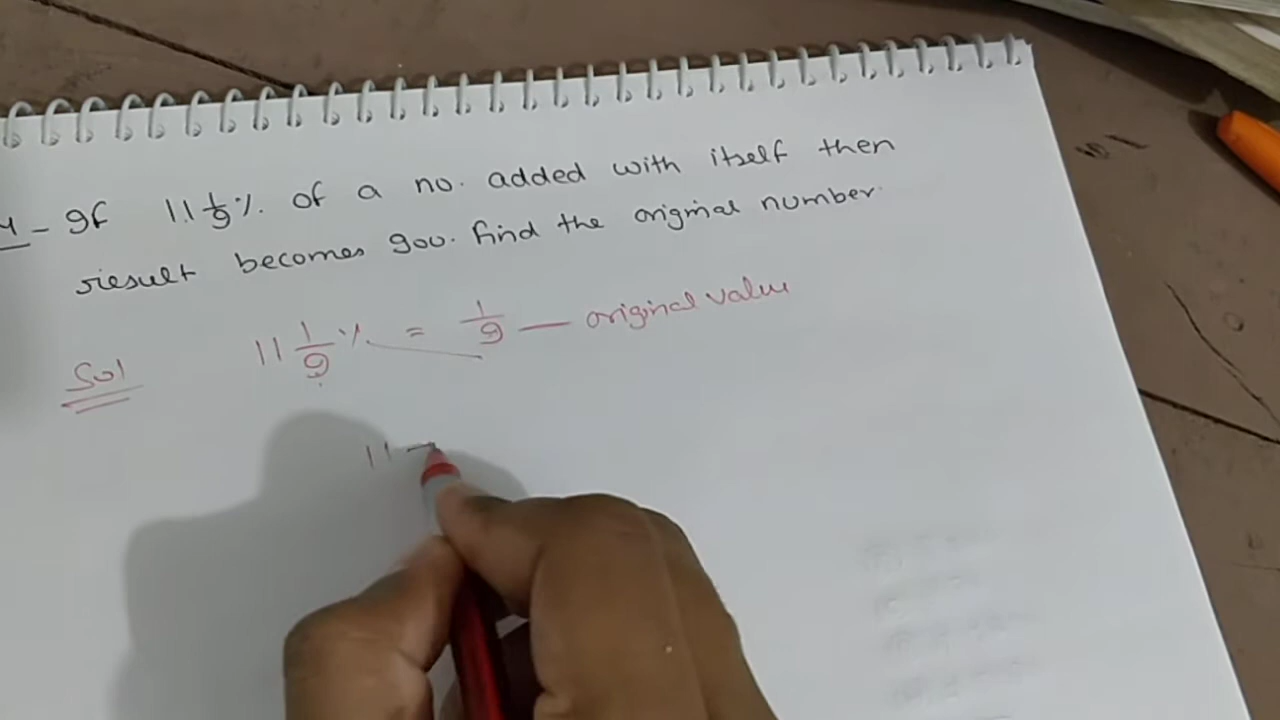 4 - If 11 1/9 % of a no. added with itself then
result becomes 900. find the original number.
Sol 11 1/9 % = 1/9 — original value
11